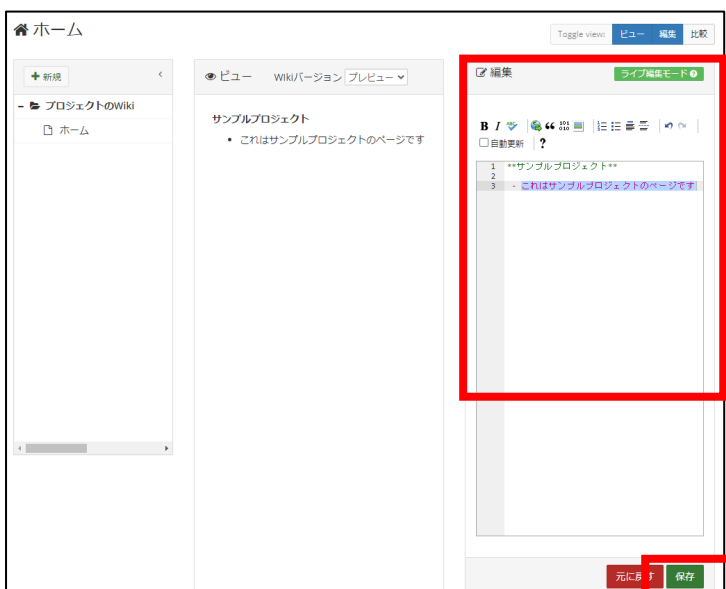 ホーム
Toggle view: ビュー 編集 比較
新規
プロジェクトのWiki
ホーム
ビュー Wikiバージョン プレビュー
サンプルプロジェクト
• これはサンプルプロジェクトのページです
編集 ライブ編集モード
B I ABC 101 010
自動更新 ?
1 **サンプルプロジェクト**
2
3 - これはサンプルプロジェクトのページです
元に戻す 保存